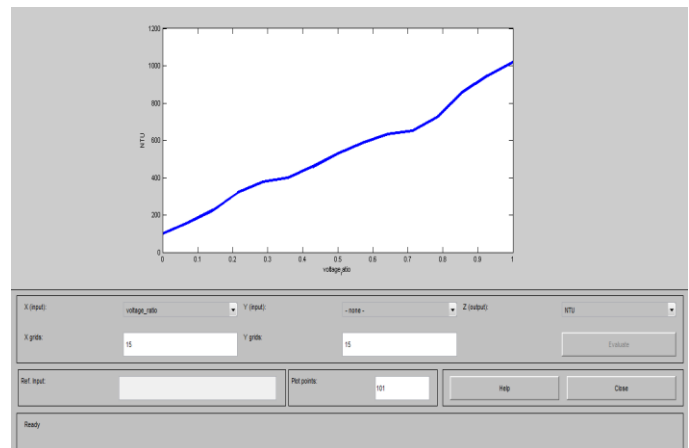 1200
1000
800
600
400
200
0
NTU
0 0.1 0.2 0.3 0.4 0.5 0.6 0.7 0.8 0.9 1
voltage_ratio
X (input): voltage_ratio Y (input): - none - Z (output): NTU
X grids: 15 Y grids: 15 Evaluate
Ref. Input: Plot points: 101 Help Close
Ready